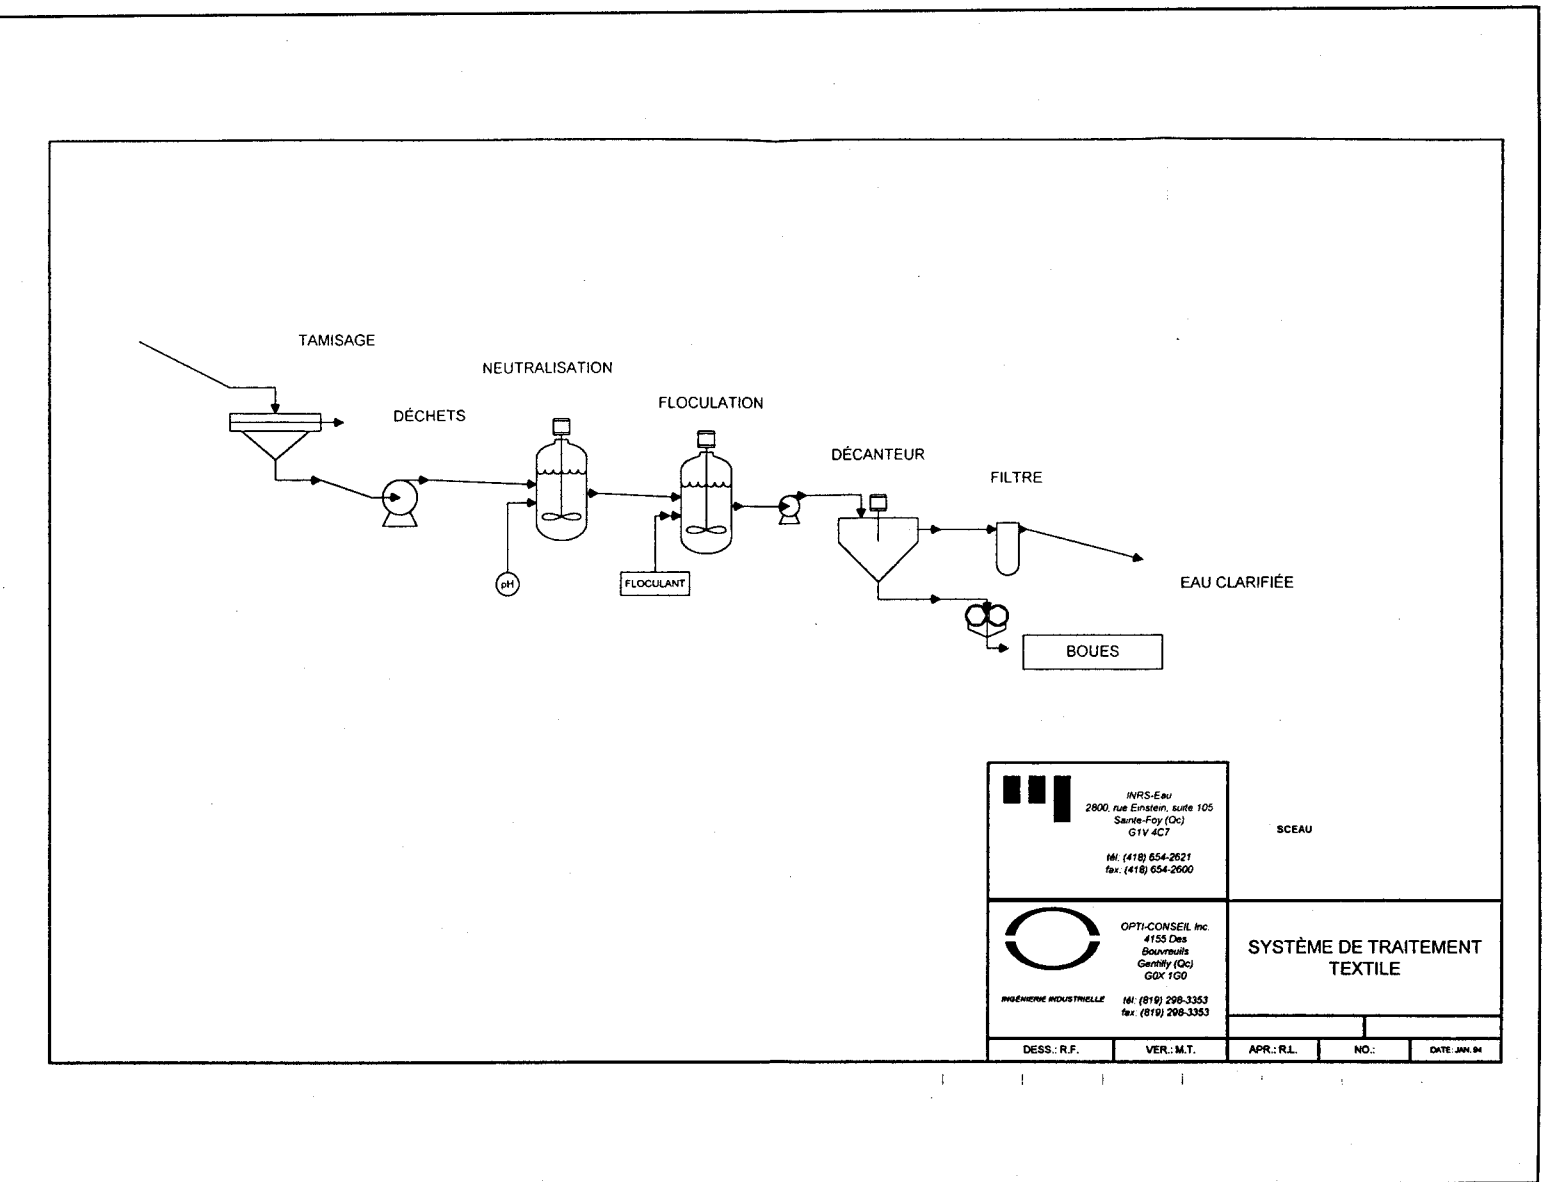 TAMISAGE
NEUTRALISATION
DÉCHETS
FLOCULATION
DÉCANTEUR
FILTRE
pH
FLOCULANT
EAU CLARIFIÉE
BOUES
INRS-Eau
2800, rue Einstein, suite 105
Sainte-Foy (Qc)
G1V 4C7
tél: (418) 654-2621
fax: (418) 654-2600
SCEAU
OPTI-CONSEIL Inc.
4155 Des
Bouvreuils
Gentilly (Qc)
G0X 1G0
INGÉNIERIE INDUSTRIELLE
tél: (819) 298-3353
fax: (819) 298-3353
SYSTÈME DE TRAITEMENT
TEXTILE
DESS.: R.F.
VER.: M.T.
APR.: R.L.
NO.:
DATE: JAN. 94